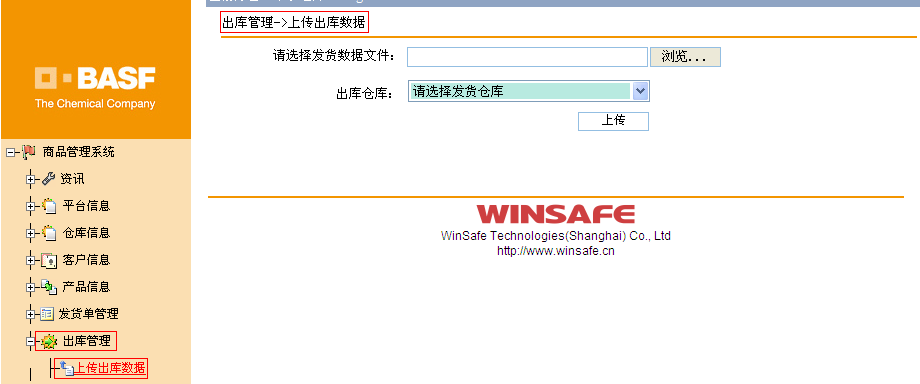 BASF
The Chemical Company
商品管理系统
资讯
平台信息
仓库信息
客户信息
产品信息
发货单管理
出库管理
上传出库数据
出库管理->上传出库数据
请选择发货数据文件： 浏览...
出库仓库： 请选择发货仓库
上传
WINSAFE
WinSafe Technologies(Shanghai) Co., Ltd
http://www.winsafe.cn